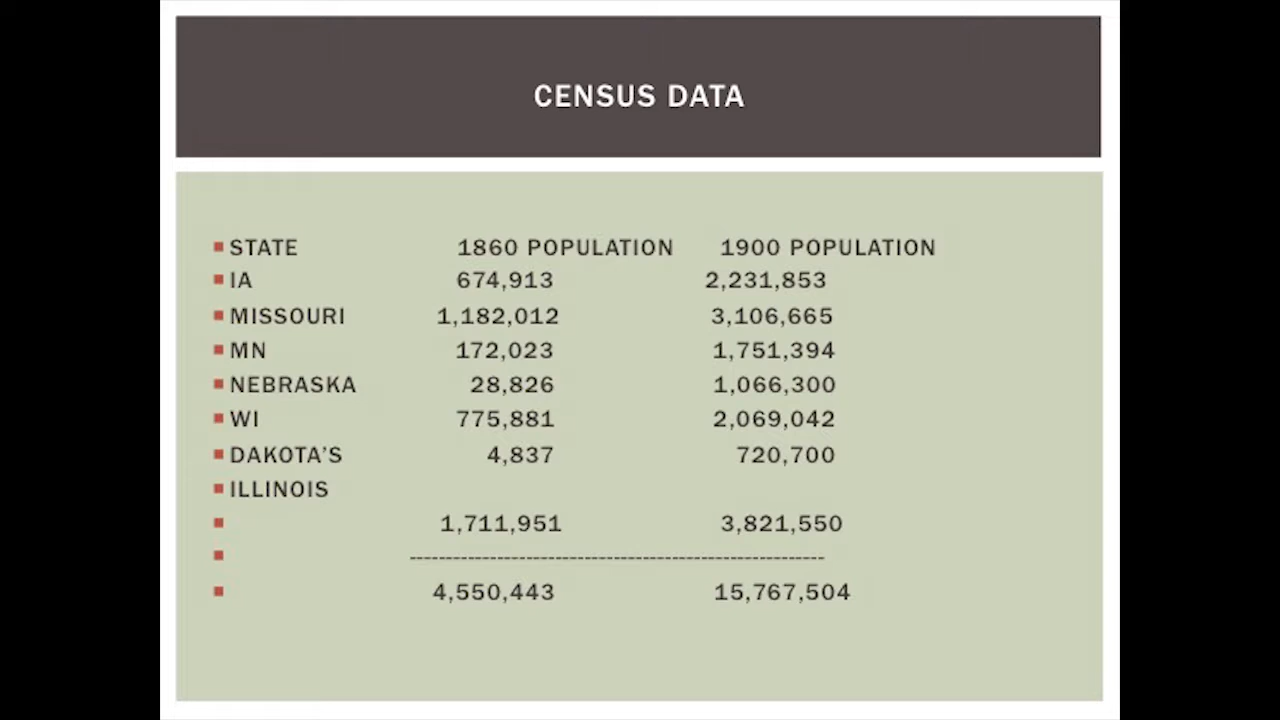 CENSUS DATA
STATE 1860 POPULATION 1900 POPULATION
IA 674,913 2,231,853
MISSOURI 1,182,012 3,106,665
MN 172,023 1,751,394
NEBRASKA 28,826 1,066,300
WI 775,881 2,069,042
DAKOTA'S 4,837 720,700
ILLINOIS
1,711,951 3,821,550
----------------------------------------------------------
4,550,443 15,767,504